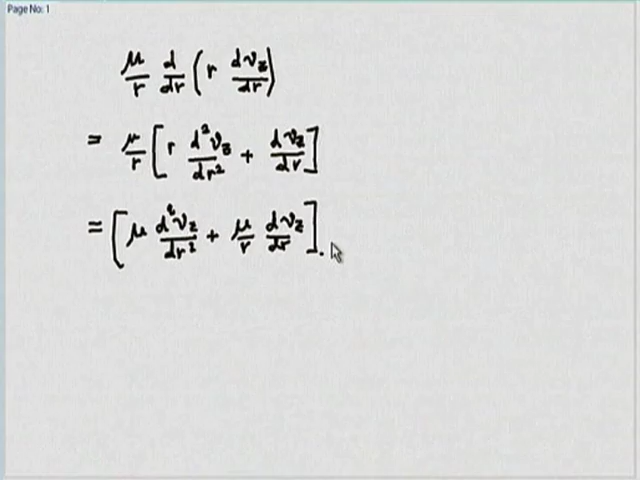 Page No: 1
μ/r d/dr (r dv_z/dr)
= μ/r [r d²v_z/dr² + dv_z/dr]
= [μ d²v_z/dr² + μ/r dv_z/dr].